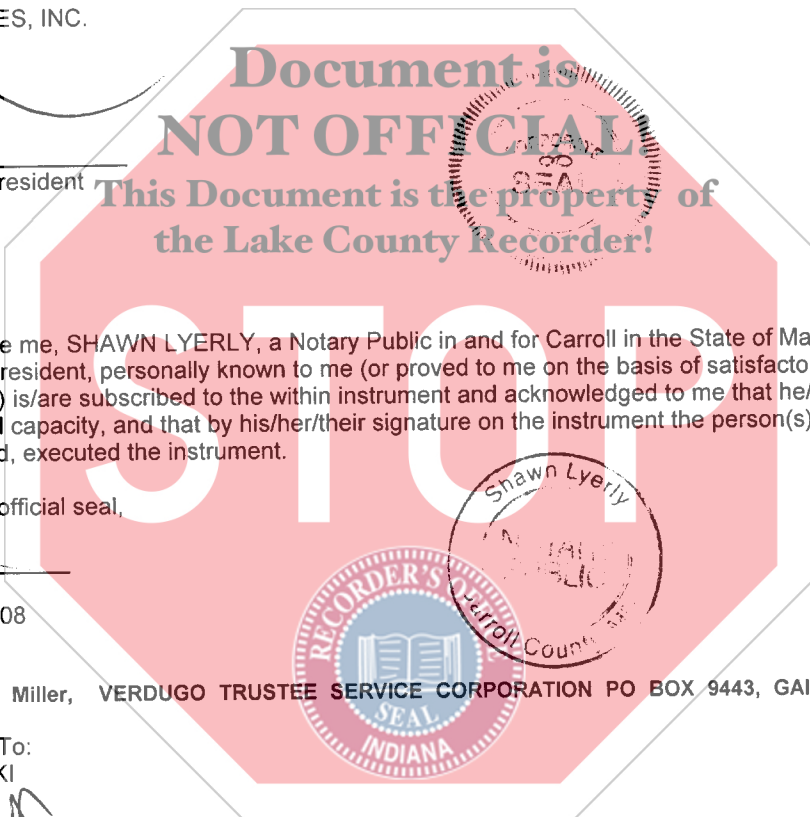 ES, INC.
Document is
NOT OFFICIAL!
resident
This Document is the property of
the Lake County Recorder!
SEAL
STOP
e me, SHAWN LYERLY, a Notary Public in and for Carroll in the State of Ma
resident, personally known to me (or proved to me on the basis of satisfacto
) is/are subscribed to the within instrument and acknowledged to me that he/
l capacity, and that by his/her/their signature on the instrument the person(s)
d, executed the instrument.
official seal,
Shawn Lyerly
Carroll County
08
RECORDER'S OFFICE
SEAL
INDIANA
Miller, VERDUGO TRUSTEE SERVICE CORPORATION PO BOX 9443, GAI
To:
KI